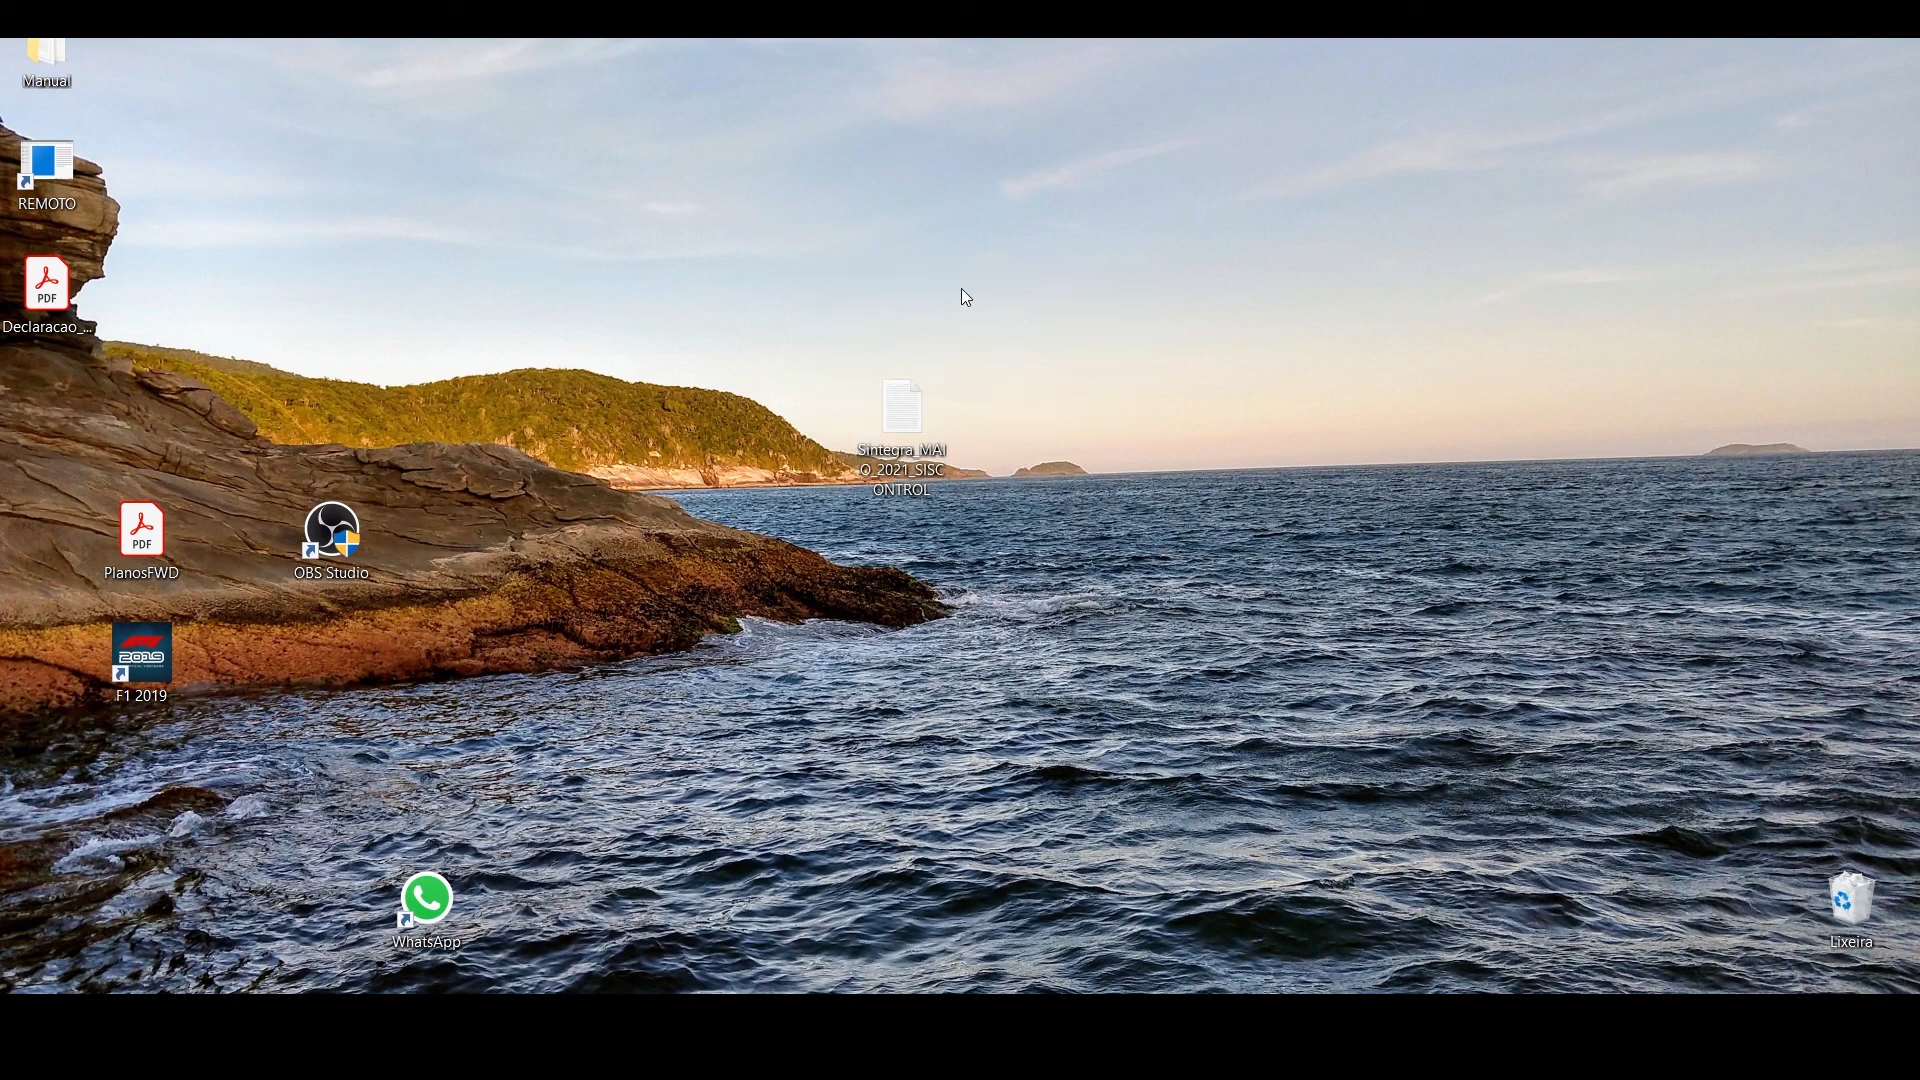 Manual
REMOTO
PDF
Declaracao_...
Sintegra_MAI
O_2021_SISC
ONTROL
PDF
PlanosFWD
OBS Studio
2019
F1 2019
WhatsApp
Lixeira